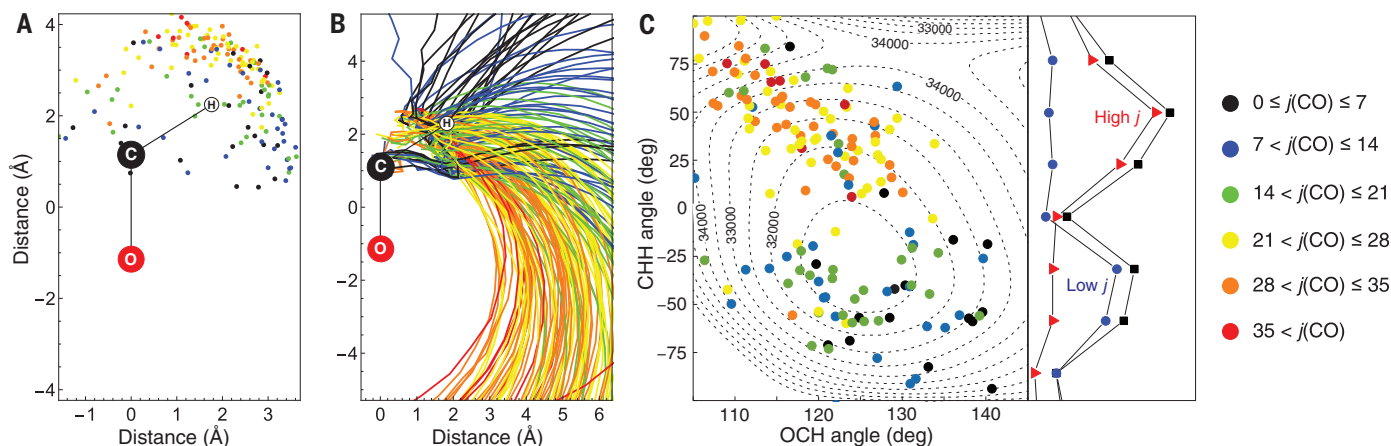 A
Distance (Å)
4
2
0
−2
−4
H
C
O
−1 0 1 2 3
Distance (Å)
B
4
2
0
−2
−4
H
C
O
0 1 2 3 4 5 6
Distance (Å)
C
CHH angle (deg)
75
50
25
0
-25
-50
-75
34000
33000
34000
34000
33000
32000
110 120 130 140
OCH angle (deg)
High j
Low j
0 ≤ j(CO) ≤ 7
7 < j(CO) ≤ 14
14 < j(CO) ≤ 21
21 < j(CO) ≤ 28
28 < j(CO) ≤ 35
35 < j(CO)